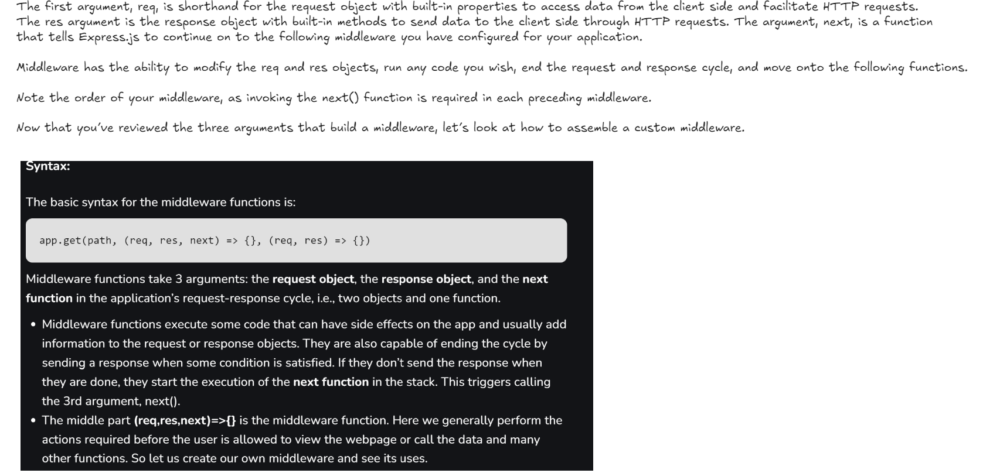 The first argument, req, is shorthand for the request object with built-in properties to access data from the client side and facilitate HTTP requests.
The res argument is the response object with built-in methods to send data to the client side through HTTP requests. The argument, next, is a function
that tells Express.js to continue on to the following middleware you have configured for your application.
Middleware has the ability to modify the req and res objects, run any code you wish, end the request and response cycle, and move onto the following functions.
Note the order of your middleware, as invoking the next() function is required in each preceding middleware.
Now that you've reviewed the three arguments that build a middleware, let's look at how to assemble a custom middleware.
Syntax:
The basic syntax for the middleware functions is:
app.get(path, (req, res, next) => {}, (req, res) => {})
Middleware functions take 3 arguments: the request object, the response object, and the next
function in the application's request-response cycle, i.e., two objects and one function.
• Middleware functions execute some code that can have side effects on the app and usually add
information to the request or response objects. They are also capable of ending the cycle by
sending a response when some condition is satisfied. If they don't send the response when
they are done, they start the execution of the next function in the stack. This triggers calling
the 3rd argument, next().
• The middle part (req,res,next)=>{} is the middleware function. Here we generally perform the
actions required before the user is allowed to view the webpage or call the data and many
other functions. So let us create our own middleware and see its uses.